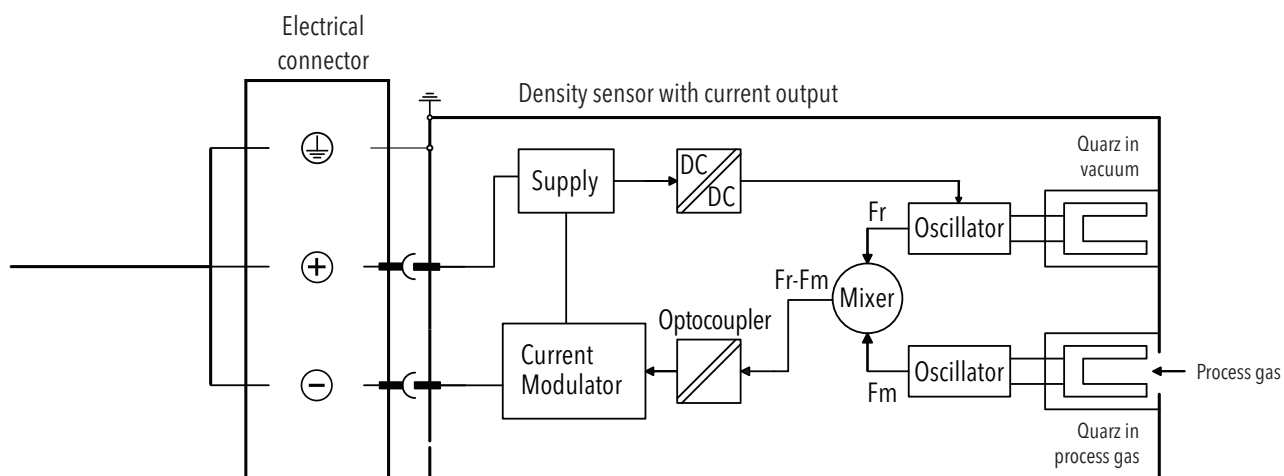 Electrical
connector
Density sensor with current output
Quarz in
vacuum
Supply
DC
DC
Fr
Oscillator
+
Fr-Fm
Mixer
Optocoupler
Current
Modulator
Oscillator
Fm
−
Process gas
Quarz in
process gas